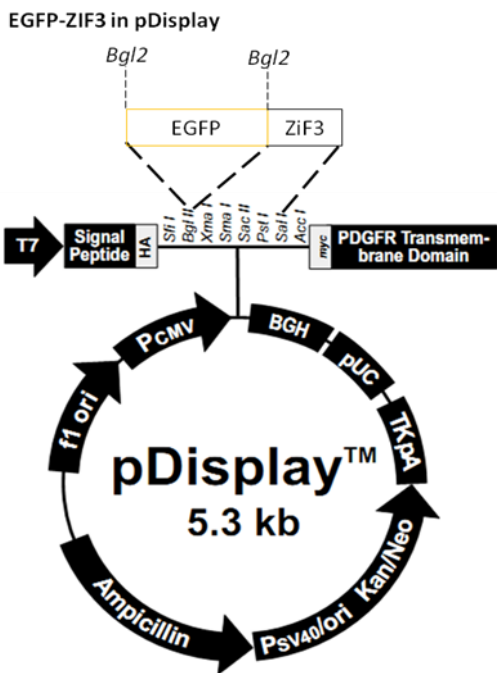 EGFP-ZIF3 in pDisplay
Bgl2 Bgl2
EGFP ZiF3
Sfi I Bgl II Xma I Sma I Sac II Pst I Sal I Acc I
T7 Signal Peptide HA myc PDGFR Transmem-
brane Domain
PCMV BGH
f1 ori pUC
TKpA
pDisplay™
5.3 kb
Ampicillin PSV40/ori Kan/Neo